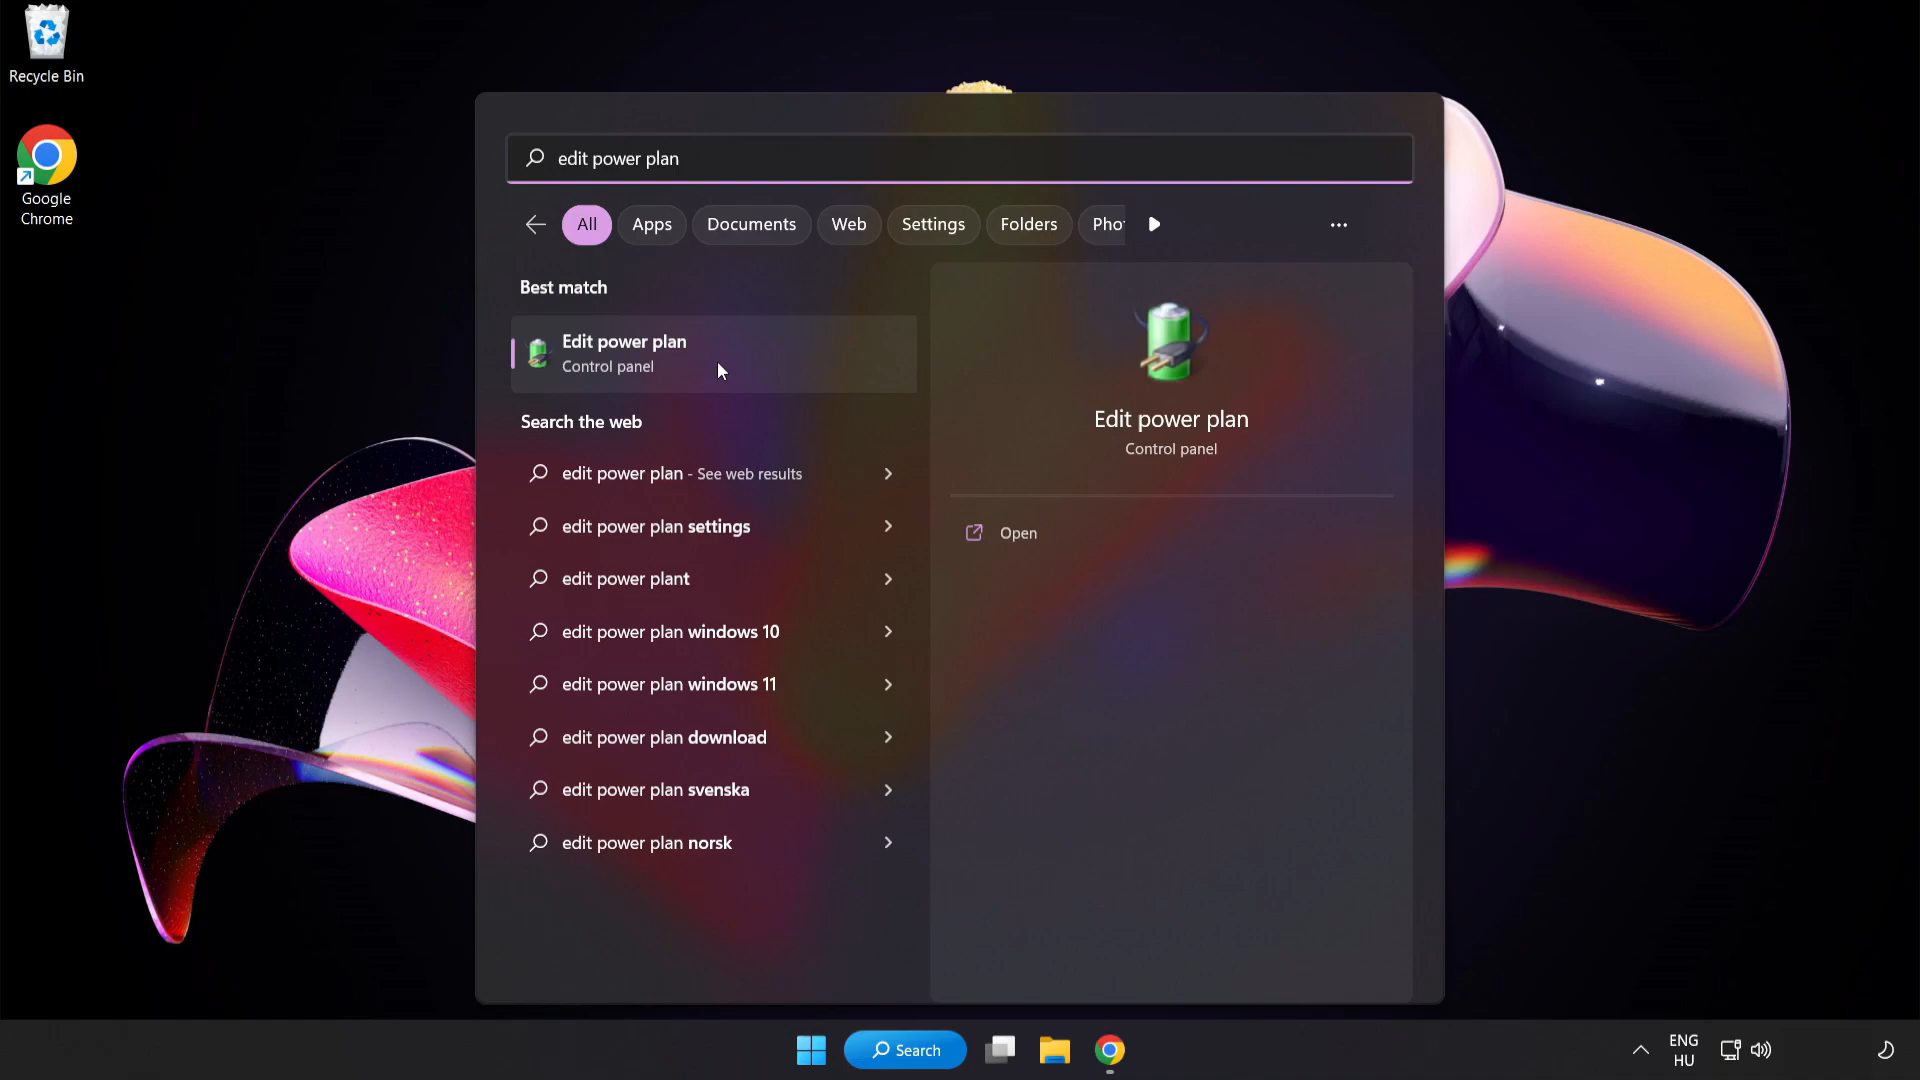 Recycle Bin
Google
Chrome
edit power plan
All
Apps
Documents
Web
Settings
Folders
Best match
Edit power plan
Control panel
Search the web
edit power plan - See web results
edit power plan settings
edit power plant
edit power plan windows 10
edit power plan windows 11
edit power plan download
edit power plan svenska
edit power plan norsk
Edit power plan
Control panel
Open
Search
ENG
HU